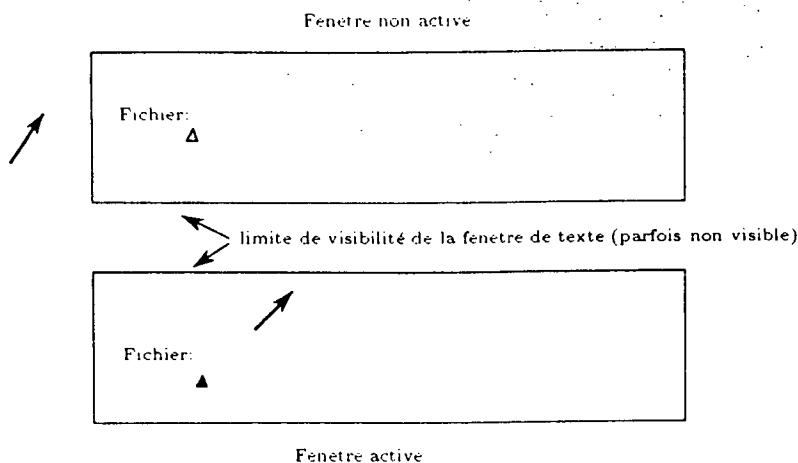 Fenetre non active
Fichier:
limite de visibilité de la fenetre de texte (parfois non visible)
Fichier:
Fenetre active